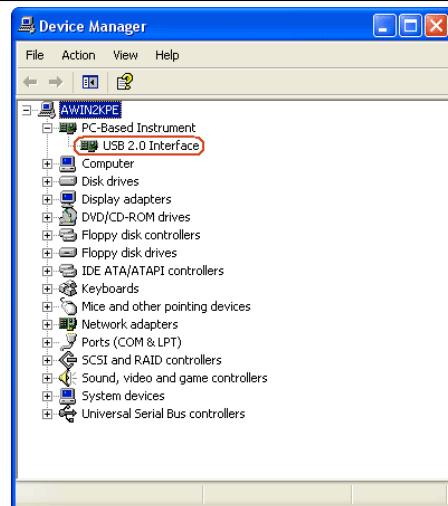 Device Manager
File Action View Help
AWIN2KPE
PC-Based Instrument
USB 2.0 Interface
Computer
Disk drives
Display adapters
DVD/CD-ROM drives
Floppy disk controllers
Floppy disk drives
IDE ATA/ATAPI controllers
Keyboards
Mice and other pointing devices
Network adapters
Ports (COM & LPT)
SCSI and RAID controllers
Sound, video and game controllers
System devices
Universal Serial Bus controllers